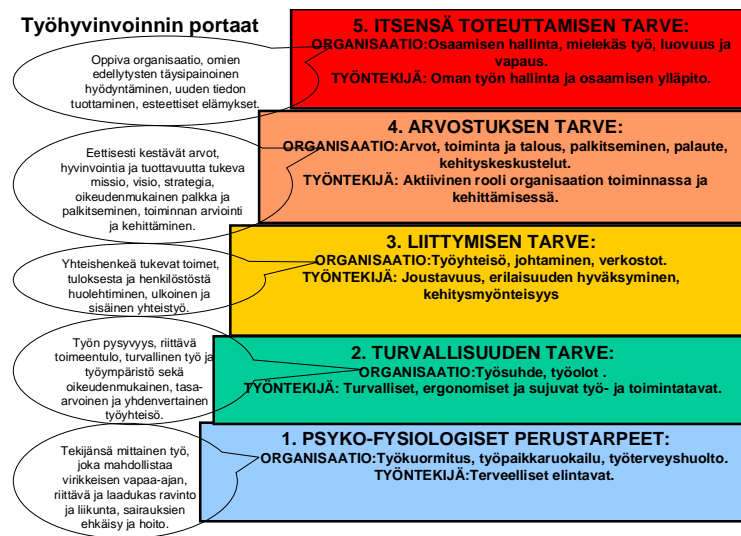 Työhyvinvoinnin portaat
5. ITSENSÄ TOTEUTTAMISEN TARVE:
ORGANISAATIO:Osaamisen hallinta, mielekäs työ, luovuus ja
vapaus.
TYÖNTEKIJÄ: Oman työn hallinta ja osaamisen ylläpito.
Oppiva organisaatio, omien
edellytysten täysipainoinen
hyödyntäminen, uuden tiedon
tuottaminen, esteettiset elämykset.
4. ARVOSTUKSEN TARVE:
ORGANISAATIO:Arvot, toiminta ja talous, palkitseminen, palaute,
kehityskeskustelut.
TYÖNTEKIJÄ: Aktiivinen rooli organisaation toiminnassa ja
kehittämisessä.
Eettisesti kestävät arvot,
hyvinvointia ja tuottavuutta tukeva
missio, visio, strategia,
oikeudenmukainen palkka ja
palkitseminen, toiminnan arviointi
ja kehittäminen.
3. LIITTYMISEN TARVE:
ORGANISAATIO:Työyhteisö, johtaminen, verkostot.
TYÖNTEKIJÄ: Joustavuus, erilaisuuden hyväksyminen,
kehitysmyönteisyys
Yhteishenkeä tukevat toimet,
tuloksesta ja henkilöstöstä
huolehtiminen, ulkoinen ja
sisäinen yhteistyö.
2. TURVALLISUUDEN TARVE:
ORGANISAATIO:Työsuhde, työolot .
TYÖNTEKIJÄ: Turvalliset, ergonomiset ja sujuvat työ- ja toimintatavat.
Työn pysyvyys, riittävä
toimeentulo, turvallinen työ ja
työympäristö sekä
oikeudenmukainen, tasa-
arvoinen ja yhdenvertainen
työyhteisö.
1. PSYKO-FYSIOLOGISET PERUSTARPEET:
ORGANISAATIO:Työkuormitus, työpaikkaruokailu, työterveyshuolto.
TYÖNTEKIJÄ:Terveelliset elintavat.
Tekijänsä mittainen työ,
joka mahdollistaa
virikkeisen vapaa-ajan,
riittävä ja laadukas ravinto
ja liikunta, sairauksien
ehkäisy ja hoito.